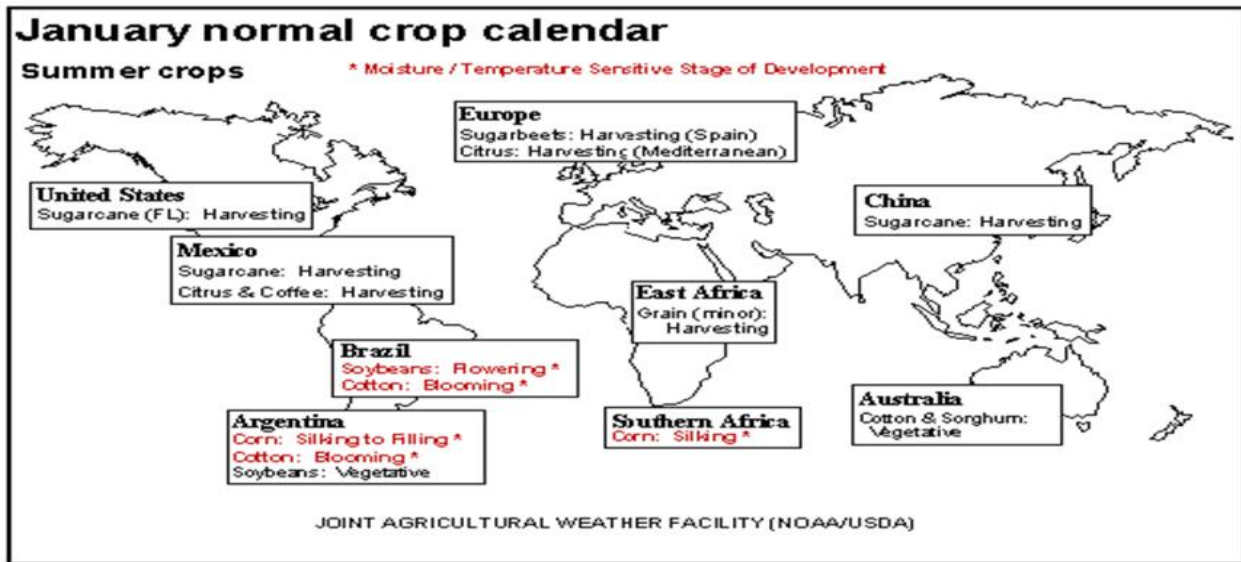 January normal crop calendar
Summer crops
* Moisture / Temperature Sensitive Stage of Development
Europe
Sugarbeets: Harvesting (Spain)
Citrus: Harvesting (Mediterranean)
United States
Sugarcane (FL): Harvesting
China
Sugarcane: Harvesting
Mexico
Sugarcane: Harvesting
Citrus & Coffee: Harvesting
East Africa
Grain (minor):
Harvesting
Brazil
Soybeans: Flowering *
Cotton: Blooming *
Australia
Cotton & Sorghum:
Vegetative
Argentina
Corn: Silking to Filling *
Cotton: Blooming *
Soybeans: Vegetative
Southern Africa
Corn: Silking *
JOINT AGRICULTURAL WEATHER FACILITY (NOAA/USDA)